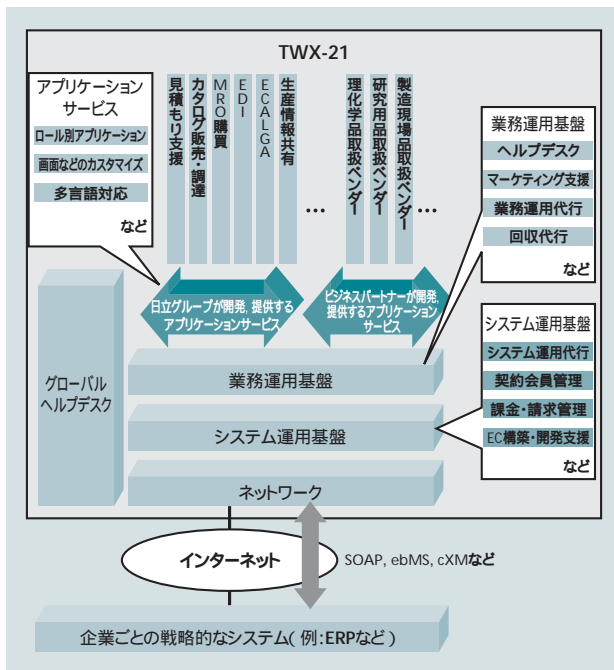 TWX-21
アプリケーション
サービス
ロール別アプリケーション
画面などのカスタマイズ
多言語対応
など
見積もり支援
カタログ販売・調達
MRO購買
EDI
ECALGA
生産情報共有
…
理化学品取扱ベンダー
研究用品取扱ベンダー
製造現場品取扱ベンダー
…
業務運用基盤
ヘルプデスク
マーケティング支援
業務運用代行
回収代行
など
日立グループが開発, 提供する
アプリケーションサービス
ビジネスパートナーが開発,
提供するアプリケーション
サービス
システム運用基盤
システム運用代行
契約会員管理
課金・請求管理
EC構築・開発支援
など
グローバル
ヘルプデスク
業務運用基盤
システム運用基盤
ネットワーク
インターネット
SOAP, ebMS, cXMなど
企業ごとの戦略的なシステム(例:ERPなど)